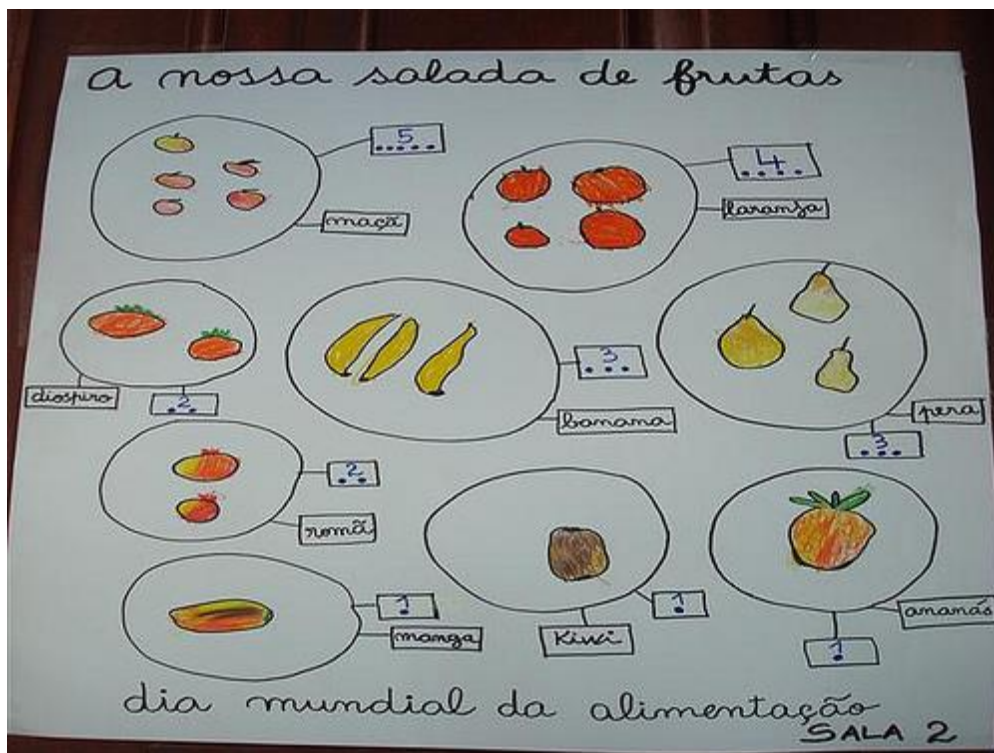 a nossa salada de frutas
5
maçã
4
laranja
diospiro
2
3
banana
pera
3
2
romã
1
manga
Kiwi
1
ananás
1
dia mundial da alimentação
SALA 2